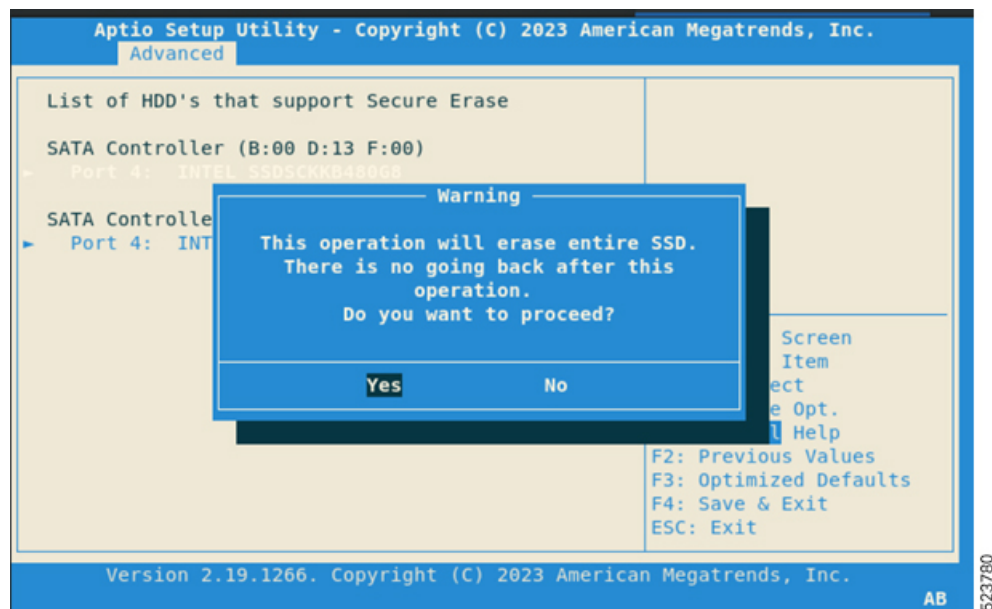 Aptio Setup Utility - Copyright (C) 2023 American Megatrends, Inc.
Advanced
List of HDD's that support Secure Erase
SATA Controller (B:00 D:13 F:00)
► Port 4: INTEL SSDSCKKB480G8
SATA Controlle
► Port 4: INT
Warning
This operation will erase entire SSD.
There is no going back after this
operation.
Do you want to proceed?
Yes No
Screen
Item
ect
e Opt.
l Help
F2: Previous Values
F3: Optimized Defaults
F4: Save & Exit
ESC: Exit
Version 2.19.1266. Copyright (C) 2023 American Megatrends, Inc.
AB
523780